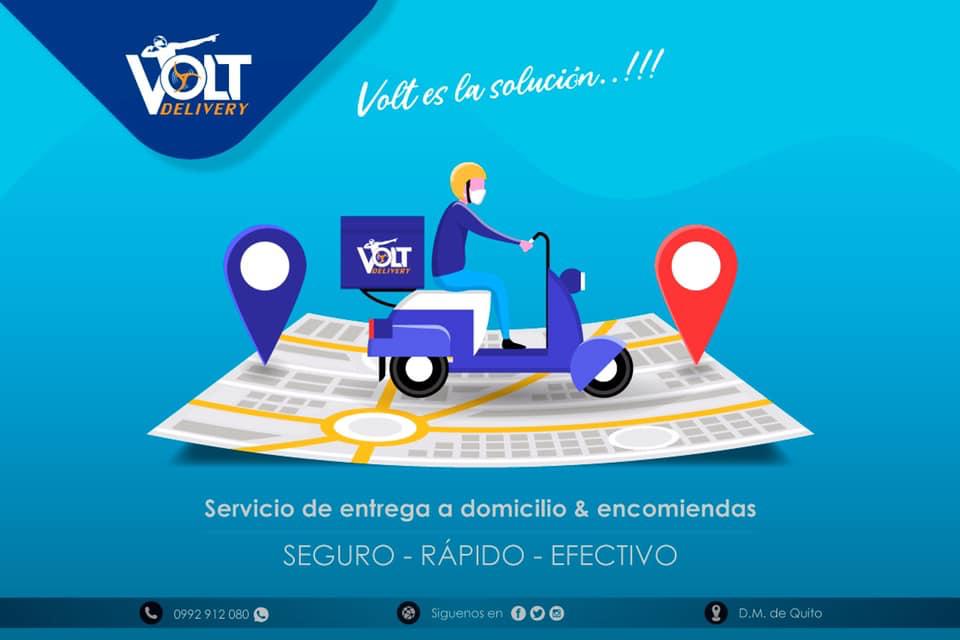 VOLT
DELIVERY
Volt es la solución..!!!
VOLT
DELIVERY
Servicio de entrega a domicilio & encomiendas
SEGURO - RÁPIDO - EFECTIVO
0992 912 080
Siguenos en
D.M. de Quito